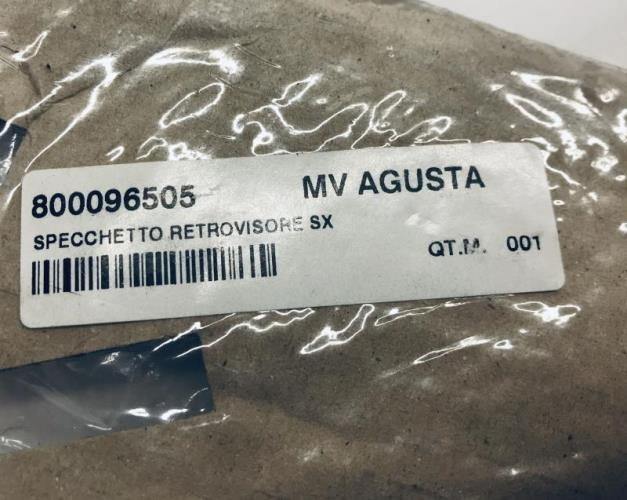 800096505 MV AGUSTA
SPECCHETTO RETROVISORE SX
QT.M. 001